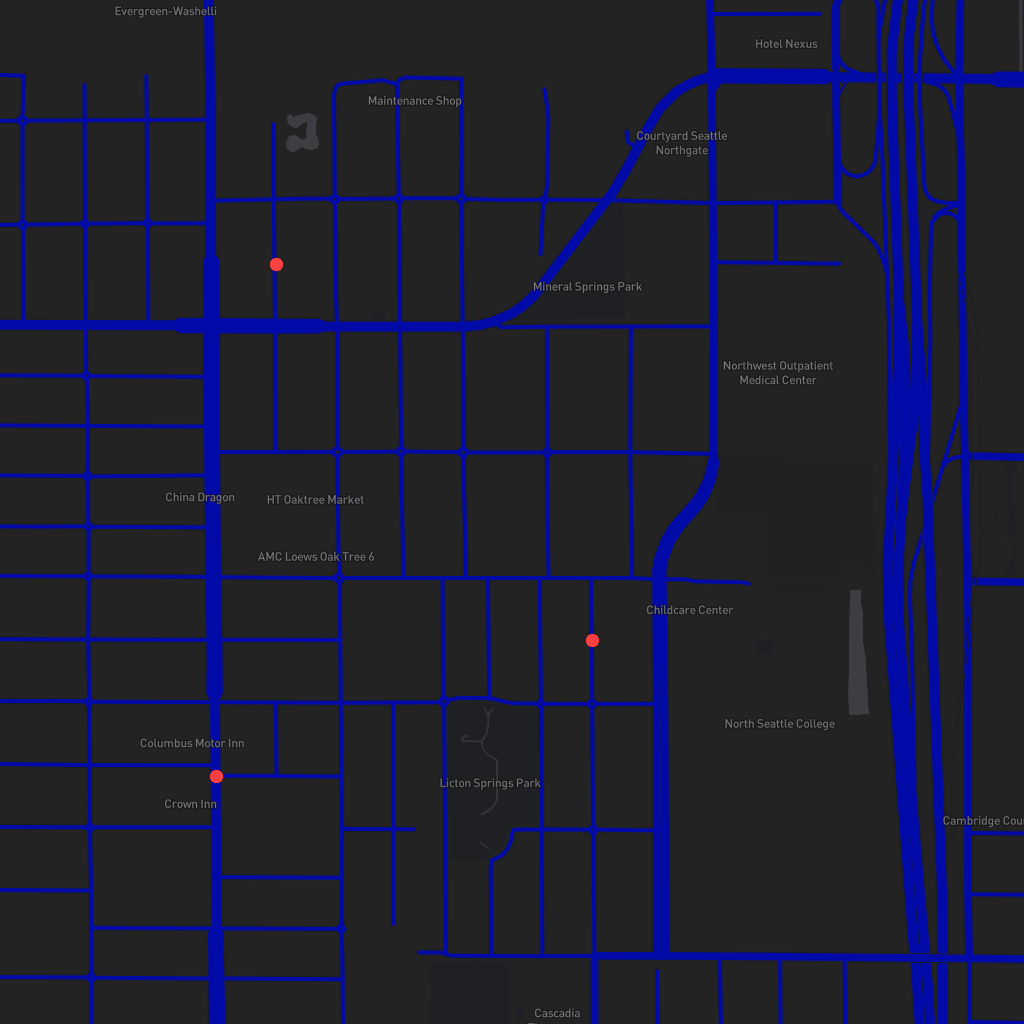 Evergreen-Washelli
Hotel Nexus
Maintenance Shop
Courtyard Seattle
Northgate
Mineral Springs Park
Northwest Outpatient
Medical Center
China Dragon
HT Oaktree Market
AMC Loews Oak Tree 6
Childcare Center
North Seattle College
Columbus Motor Inn
Licton Springs Park
Crown Inn
Cambridge Cou
Cascadia